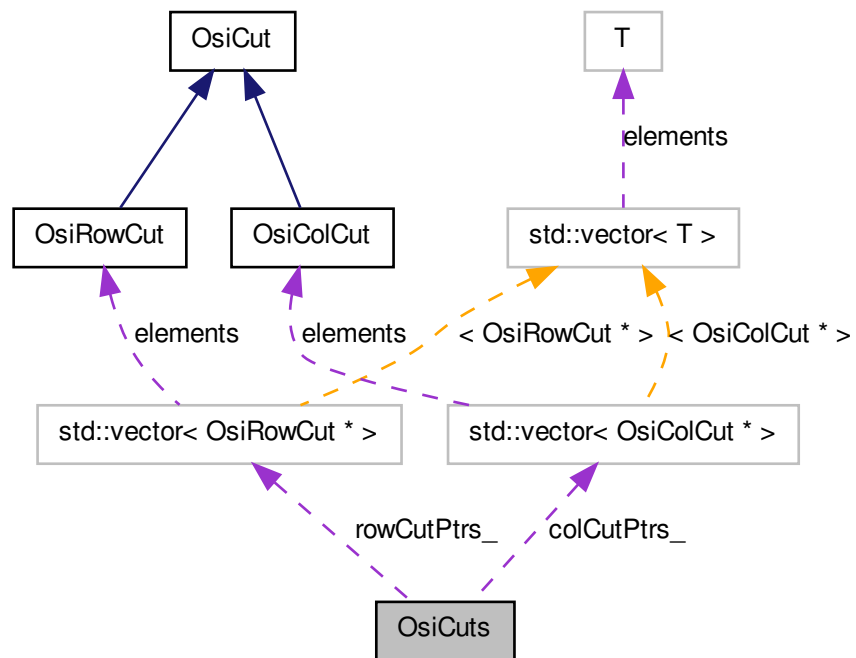 OsiCut
T
elements
OsiRowCut
OsiColCut
std::vector< T >
elements
elements
< OsiRowCut * >
< OsiColCut * >
std::vector< OsiRowCut * >
std::vector< OsiColCut * >
rowCutPtrs_
colCutPtrs_
OsiCuts